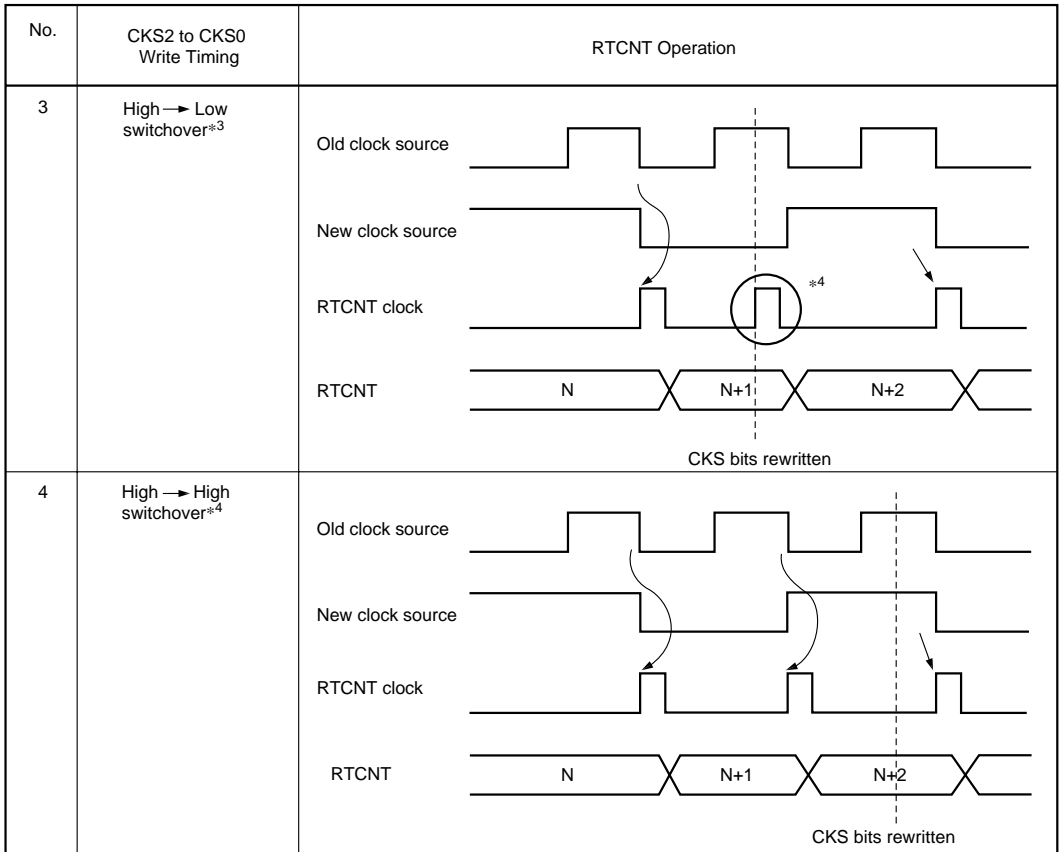 No.
CKS2 to CKS0
Write Timing
RTCNT Operation
3
High → Low
switchover*3
Old clock source
New clock source
RTCNT clock
*4
RTCNT
N
N+1
N+2
CKS bits rewritten
4
High → High
switchover*4
Old clock source
New clock source
RTCNT clock
RTCNT
N
N+1
N+2
CKS bits rewritten